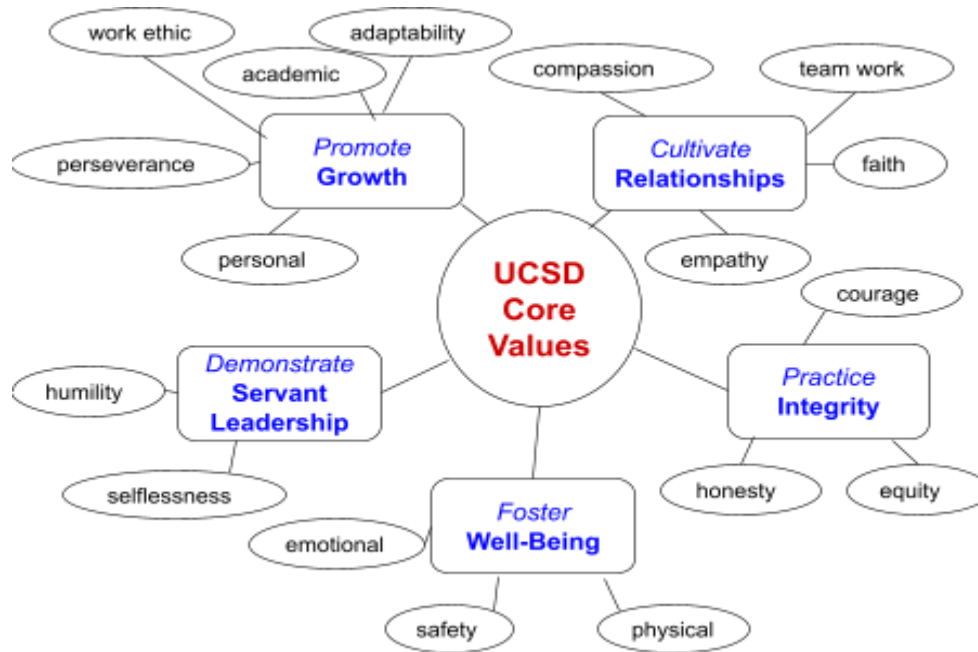 work ethic
adaptability
academic
compassion
team work
Promote
Growth
Cultivate
Relationships
perseverance
faith
personal
empathy
UCSD
Core
Values
courage
Demonstrate
Servant
Leadership
humility
Practice
Integrity
selflessness
honesty
equity
Foster
Well-Being
emotional
safety
physical